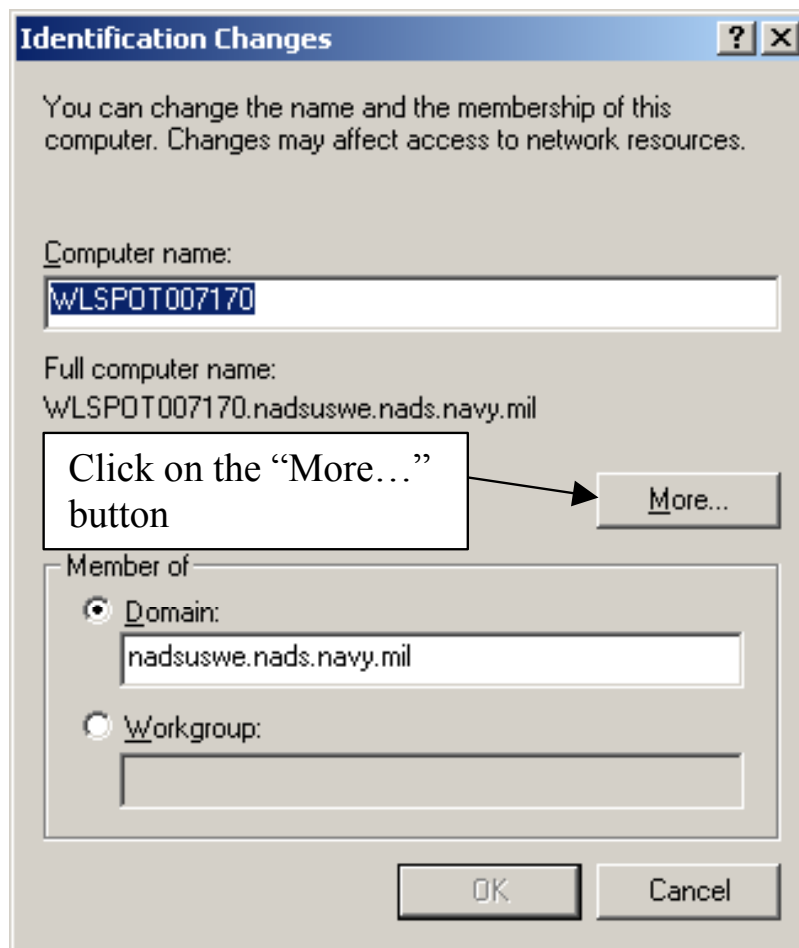 Identification Changes
You can change the name and the membership of this
computer. Changes may affect access to network resources.
Computer name:
WLSPOT007170
Full computer name:
WLSPOT007170.nadsuswe.nads.navy.mil
Click on the “More…”
button
More...
Member of
Domain:
nadsuswe.nads.navy.mil
Workgroup:
OK
Cancel